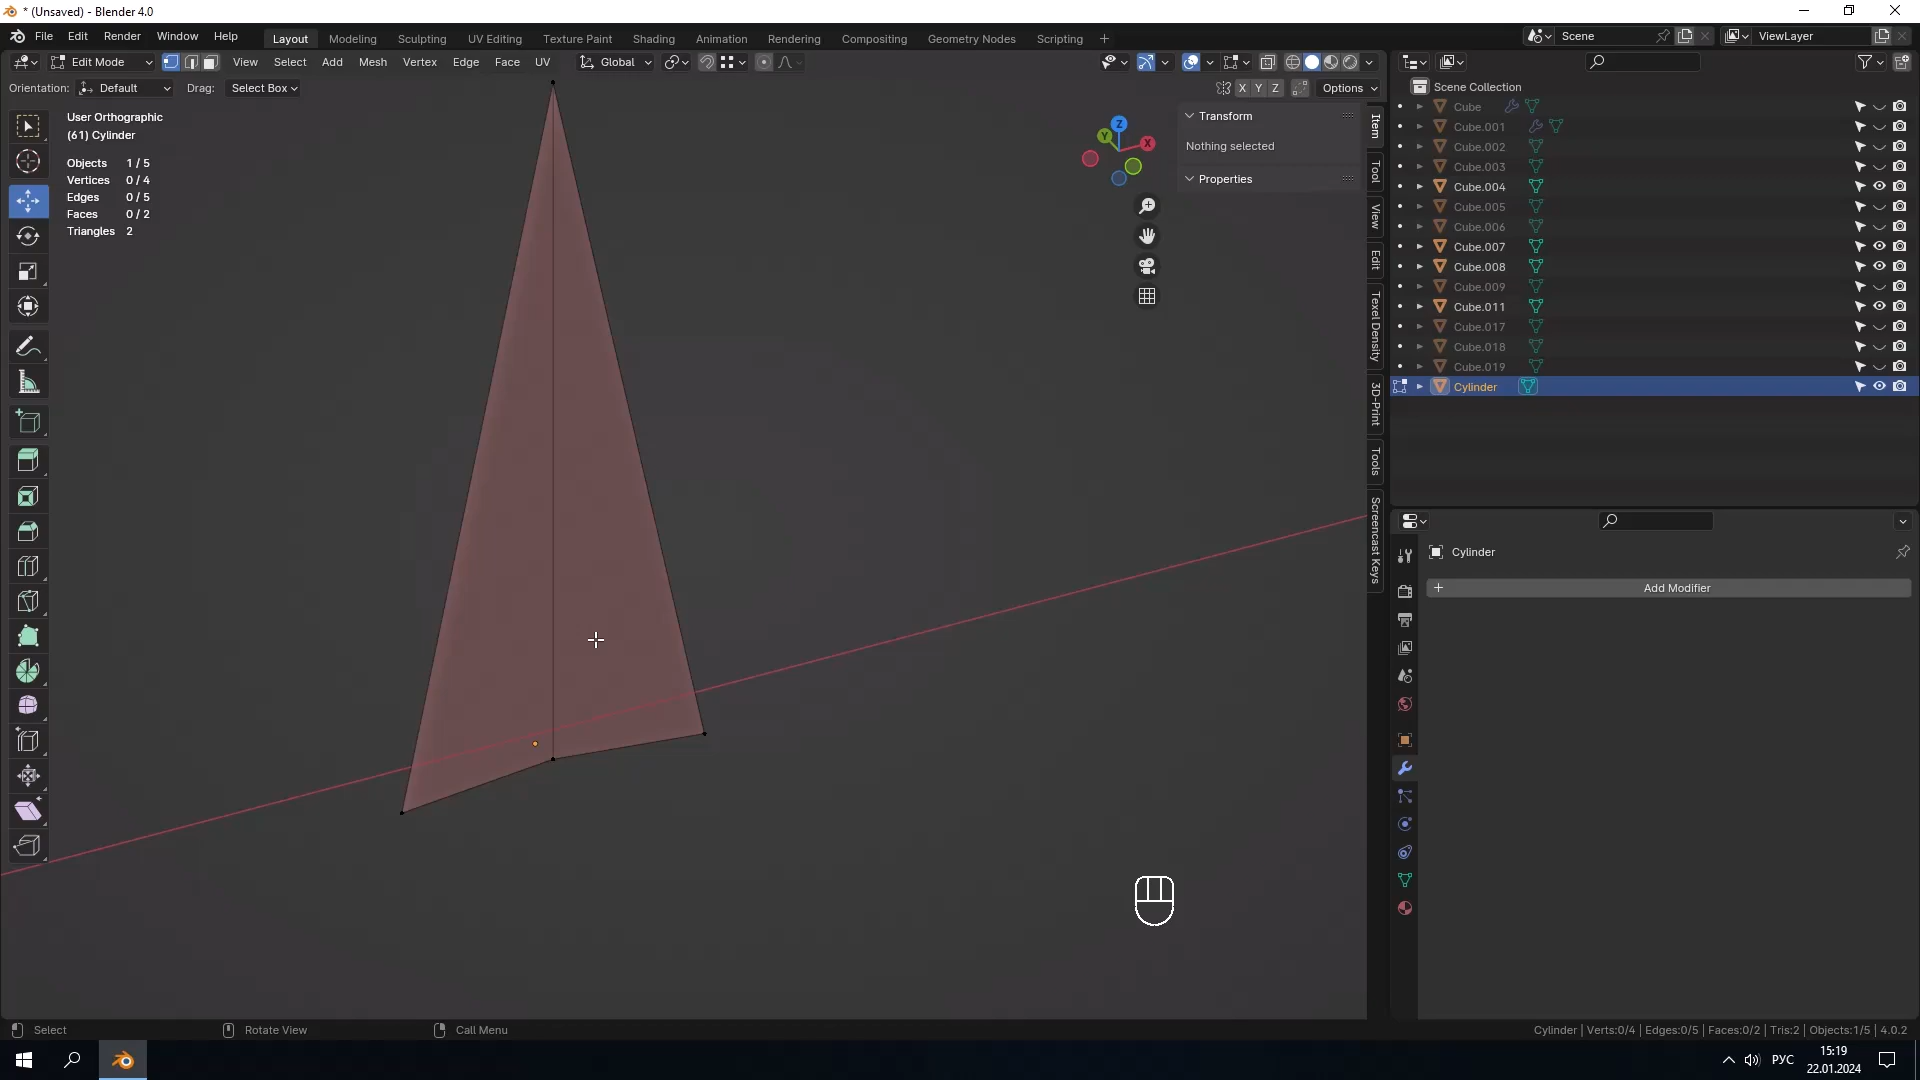 * (Unsaved) - Blender 4.0
File Edit Render Window Help
Layout Modeling Sculpting UV Editing Texture Paint Shading Animation Rendering Compositing Geometry Nodes Scripting +
Scene
ViewLayer
Edit Mode View Select Add Mesh Vertex Edge Face UV Global
Orientation: Default Drag: Select Box X Y Z Options
User Orthographic
(61) Cylinder
Objects 1 / 5
Vertices 0 / 4
Edges 0 / 5
Faces 0 / 2
Triangles 2
Z
Y
X
Transform
Nothing selected
Properties
Item
Tool
View
Edit
Texel Density
3D-Print
Tools
Screencast Keys
Scene Collection
Cube
Cube.001
Cube.002
Cube.003
Cube.004
Cube.005
Cube.006
Cube.007
Cube.008
Cube.009
Cube.011
Cube.017
Cube.018
Cube.019
Cylinder
Cylinder
+ Add Modifier
Select Rotate View Call Menu
Cylinder | Verts:0/4 | Edges:0/5 | Faces:0/2 | Tris:2 | Objects:1/5 | 4.0.2
РУС
15:19
22.01.2024